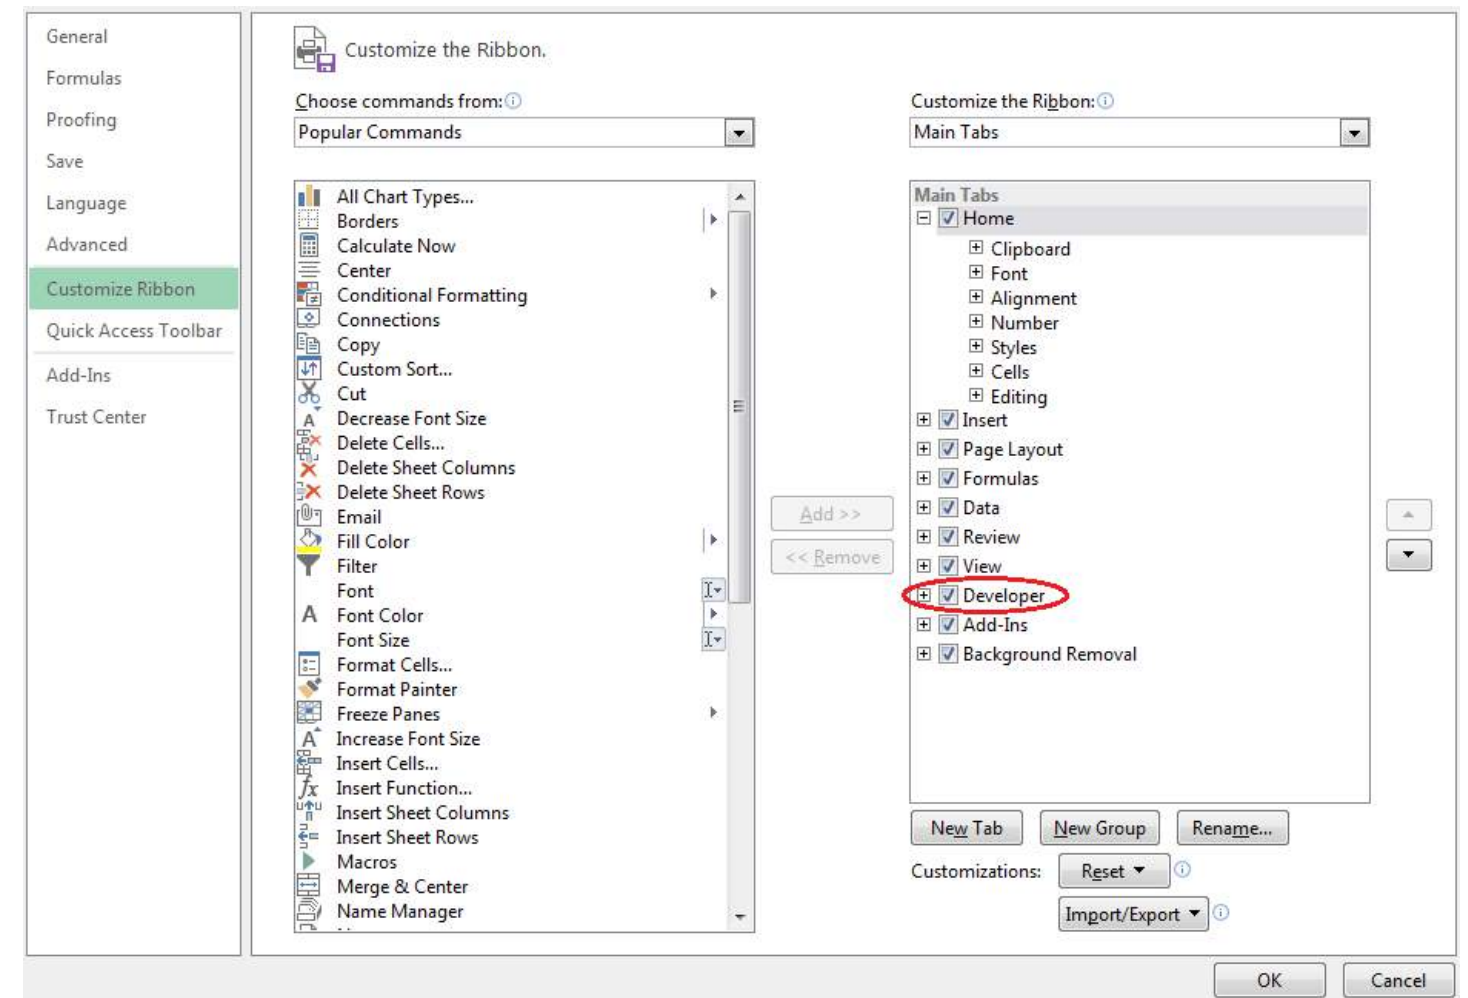 General
Formulas
Proofing
Save
Language
Advanced
Customize Ribbon
Quick Access Toolbar
Add-Ins
Trust Center
Customize the Ribbon.
Choose commands from:
Popular Commands
All Chart Types...
Borders
Calculate Now
Center
Conditional Formatting
Connections
Copy
Custom Sort...
Cut
Decrease Font Size
Delete Cells...
Delete Sheet Columns
Delete Sheet Rows
Email
Fill Color
Filter
Font
Font Color
Font Size
Format Cells...
Format Painter
Freeze Panes
Increase Font Size
Insert Cells...
Insert Function...
Insert Sheet Columns
Insert Sheet Rows
Macros
Merge & Center
Name Manager
Add >>
<< Remove
Customize the Ribbon:
Main Tabs
Main Tabs
Home
Clipboard
Font
Alignment
Number
Styles
Cells
Editing
Insert
Page Layout
Formulas
Data
Review
View
Developer
Add-Ins
Background Removal
New Tab New Group Rename...
Customizations: Reset
Import/Export
OK Cancel